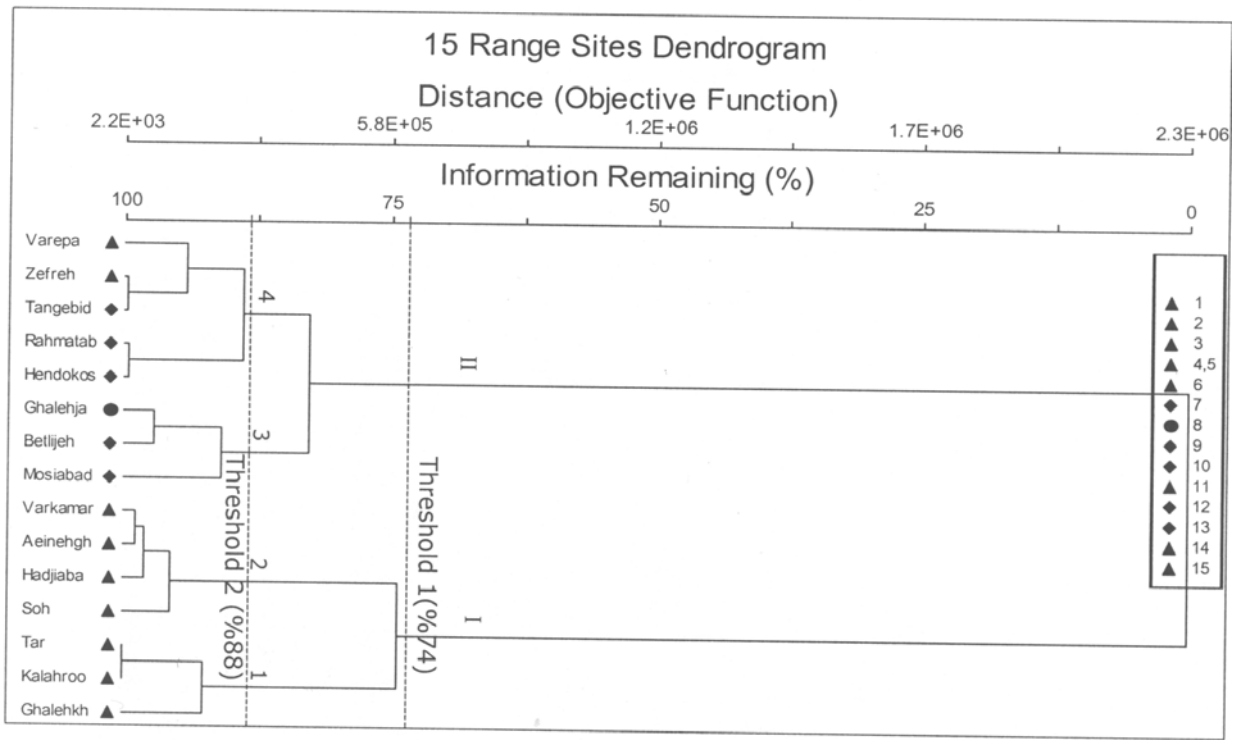 15 Range Sites Dendrogram
Distance (Objective Function)
2.2E+03 5.8E+05 1.2E+06 1.7E+06 2.3E+06
Information Remaining (%)
100 75 50 25 0
Varepa
Zefreh
Tangebid
Rahmatab
Hendokos
Ghalehja
Betlijeh
Mosiabad
Varkamar
Aeinehgh
Hadjiaba
Soh
Tar
Kalahroo
Ghalehkh
4
3
2
1
II
I
Threshold 2 (%88)
Threshold 1(%74)
1
2
3
4,5
6
7
8
9
10
11
12
13
14
15